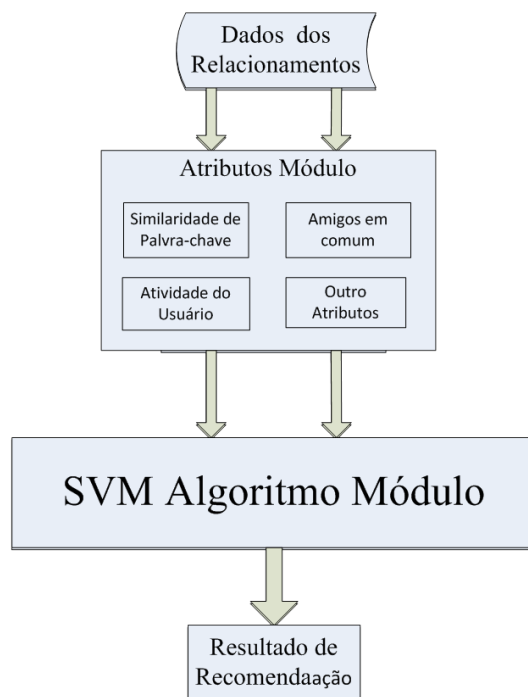 Dados dos
Relacionamentos
Atributos Módulo
Similaridade de
Palvra-chave
Amigos em
comum
Atividade do
Usuário
Outro
Atributos
SVM Algoritmo Módulo
Resultado de
Recomendaação